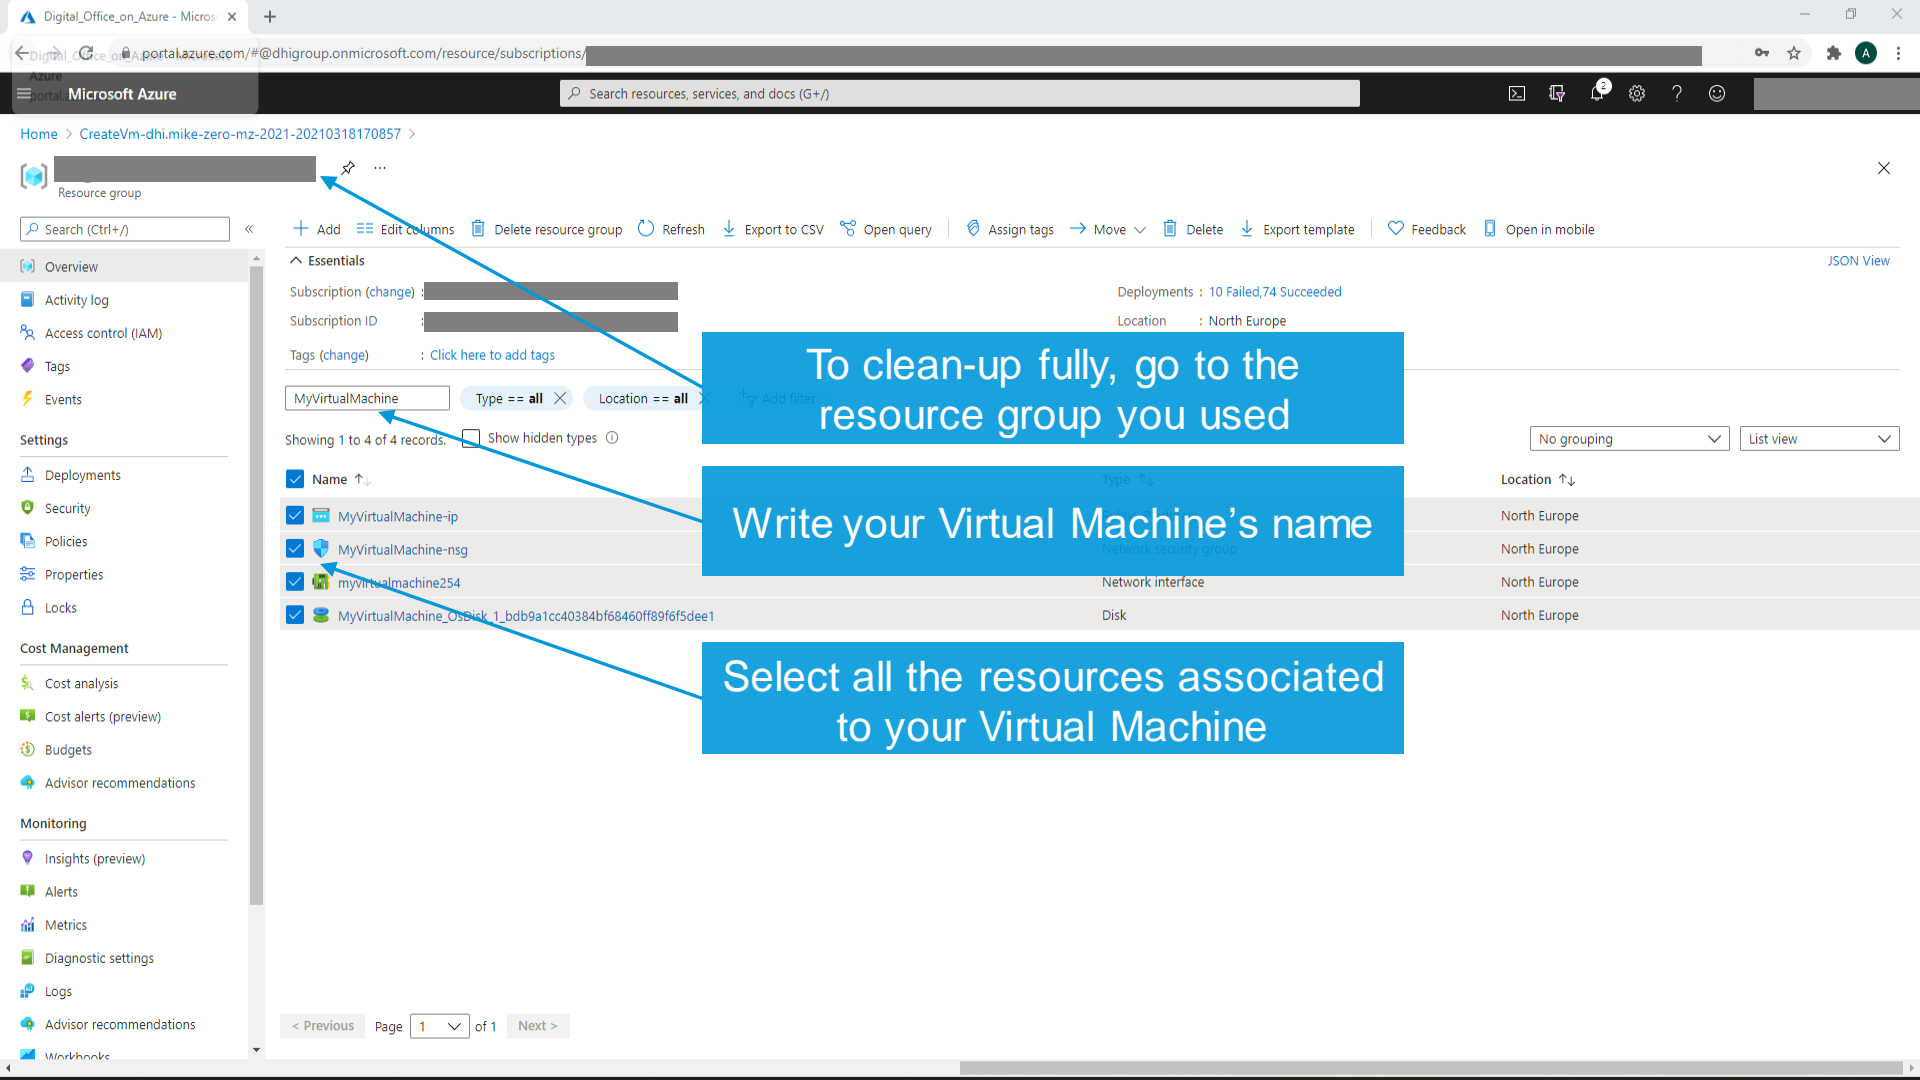 Digital_Office_on_Azure - Micros
portal.azure.com/#@dhigroup.onmicrosoft.com/resource/subscriptions/
A
Azure
Microsoft Azure
Search resources, services, and docs (G+/)
2
Home > CreateVm-dhi.mike-zero-mz-2021-20210318170857 >
Resource group
Search (Ctrl+/)
«
Add
Edit columns
Delete resource group
Refresh
Export to CSV
Open query
Assign tags
Move
Delete
Export template
Feedback
Open in mobile
Overview
Activity log
Access control (IAM)
Tags
Events
Settings
Deployments
Security
Policies
Properties
Locks
Cost Management
Cost analysis
Cost alerts (preview)
Budgets
Advisor recommendations
Monitoring
Insights (preview)
Alerts
Metrics
Diagnostic settings
Logs
Advisor recommendations
Workbooks
Essentials
JSON View
Subscription (change) :
Deployments : 10 Failed,74 Succeeded
Subscription ID :
Location : North Europe
Tags (change) : Click here to add tags
To clean-up fully, go to the
resource group you used
MyVirtualMachine
Type == all
Location == all
Add filter
Showing 1 to 4 of 4 records.
Show hidden types
No grouping
List view
Name
Type
Location
Write your Virtual Machine’s name
MyVirtualMachine-ip
North Europe
MyVirtualMachine-nsg
Network security group
North Europe
myvirtualmachine254
Network interface
North Europe
MyVirtualMachine_OsDisk_1_bdb9a1cc40384bf68460ff89f6f5dee1
Disk
North Europe
Select all the resources associated
to your Virtual Machine
< Previous
Page 1 of 1
Next >